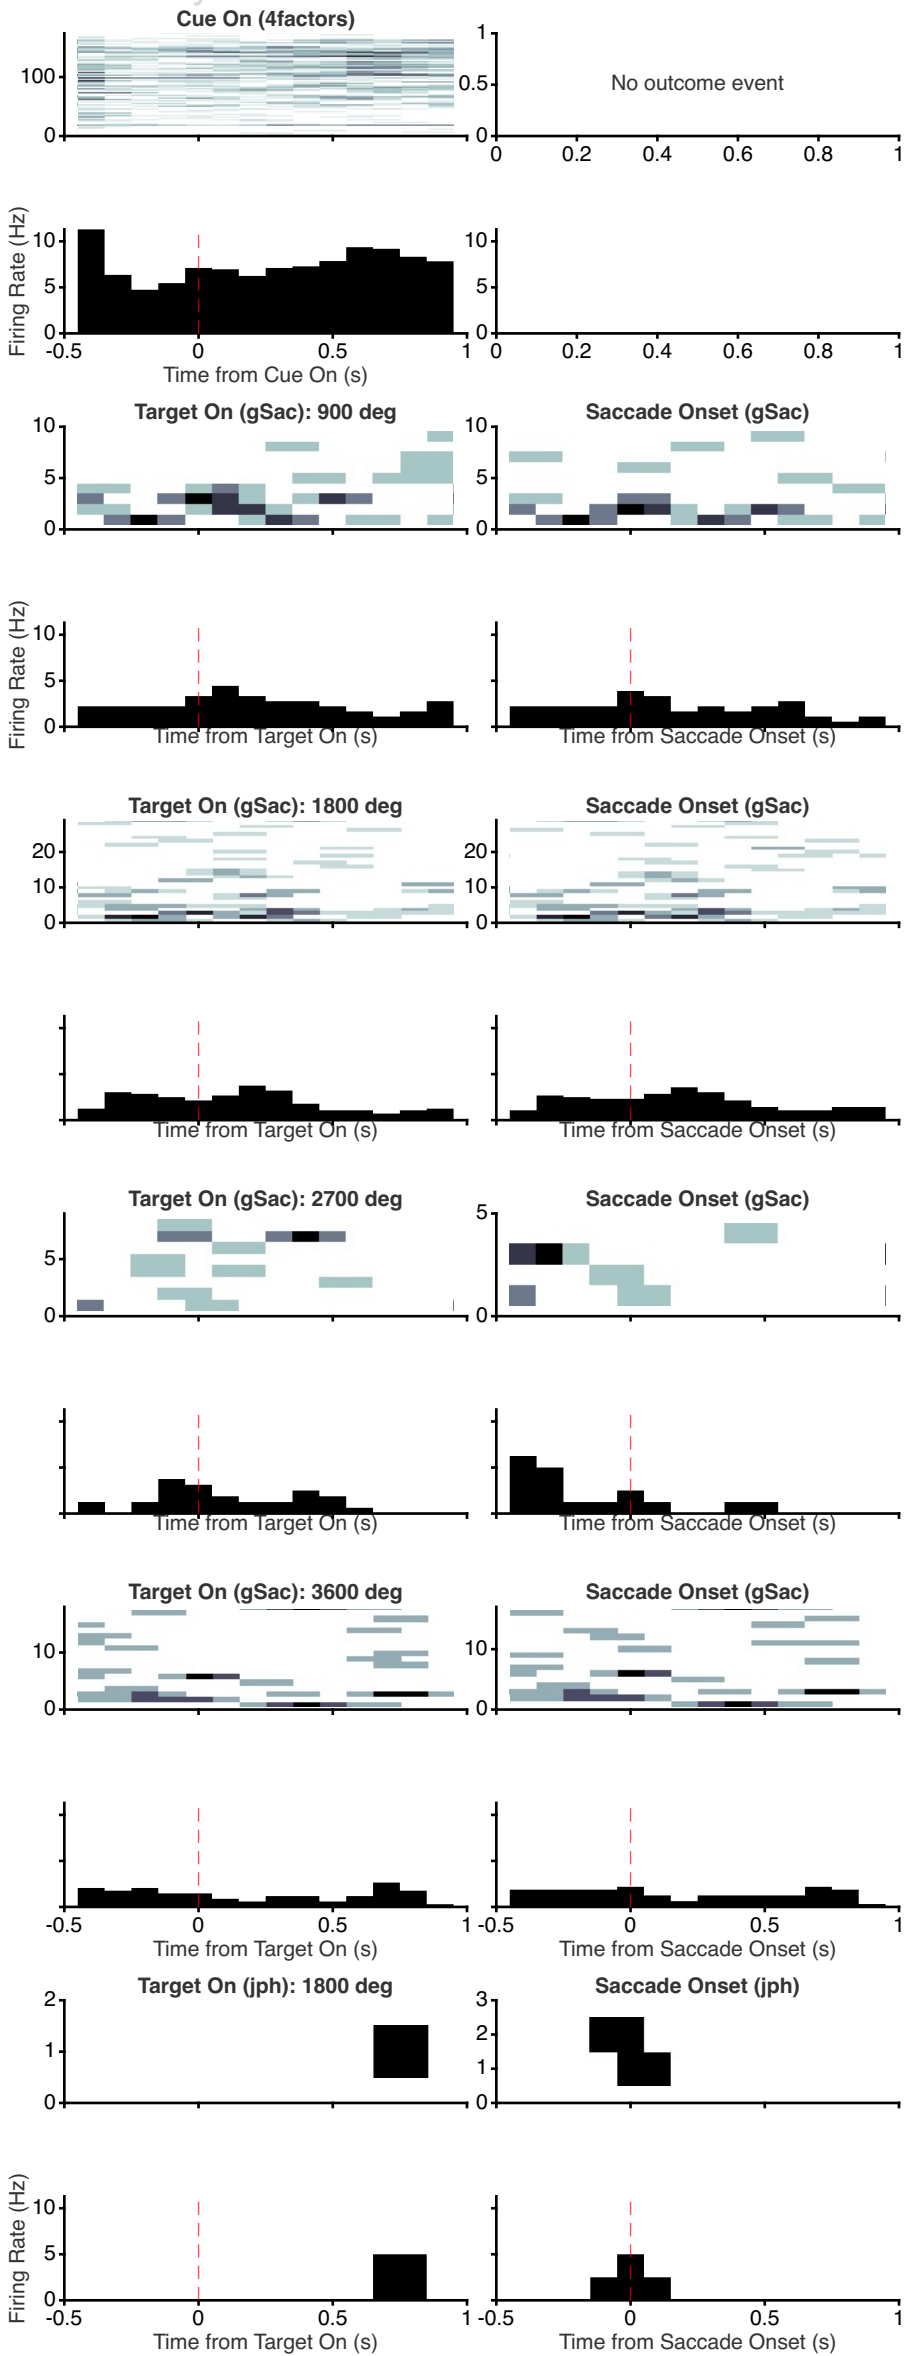 Cue On (4factors)
100
0
1
0.5
0
No outcome event
0 0.2 0.4 0.6 0.8 1
Firing Rate (Hz)
10
5
0
-0.5 0 0.5 1
Time from Cue On (s)
1
0.5
0
0 0.2 0.4 0.6 0.8 1
Target On (gSac): 900 deg
10
5
0
Saccade Onset (gSac)
10
5
0
Firing Rate (Hz)
10
5
0
Time from Target On (s)
Time from Saccade Onset (s)
Target On (gSac): 1800 deg
20
10
0
Saccade Onset (gSac)
20
10
0
Time from Target On (s)
Time from Saccade Onset (s)
Target On (gSac): 2700 deg
5
0
Saccade Onset (gSac)
5
0
Time from Target On (s)
Time from Saccade Onset (s)
Target On (gSac): 3600 deg
10
0
Saccade Onset (gSac)
10
0
-0.5 0 0.5 1
Time from Target On (s)
-0.5 0 0.5 1
Time from Saccade Onset (s)
Target On (jph): 1800 deg
2
1
0
Saccade Onset (jph)
3
2
1
0
Firing Rate (Hz)
10
5
0
-0.5 0 0.5 1
Time from Target On (s)
-0.5 0 0.5 1
Time from Saccade Onset (s)